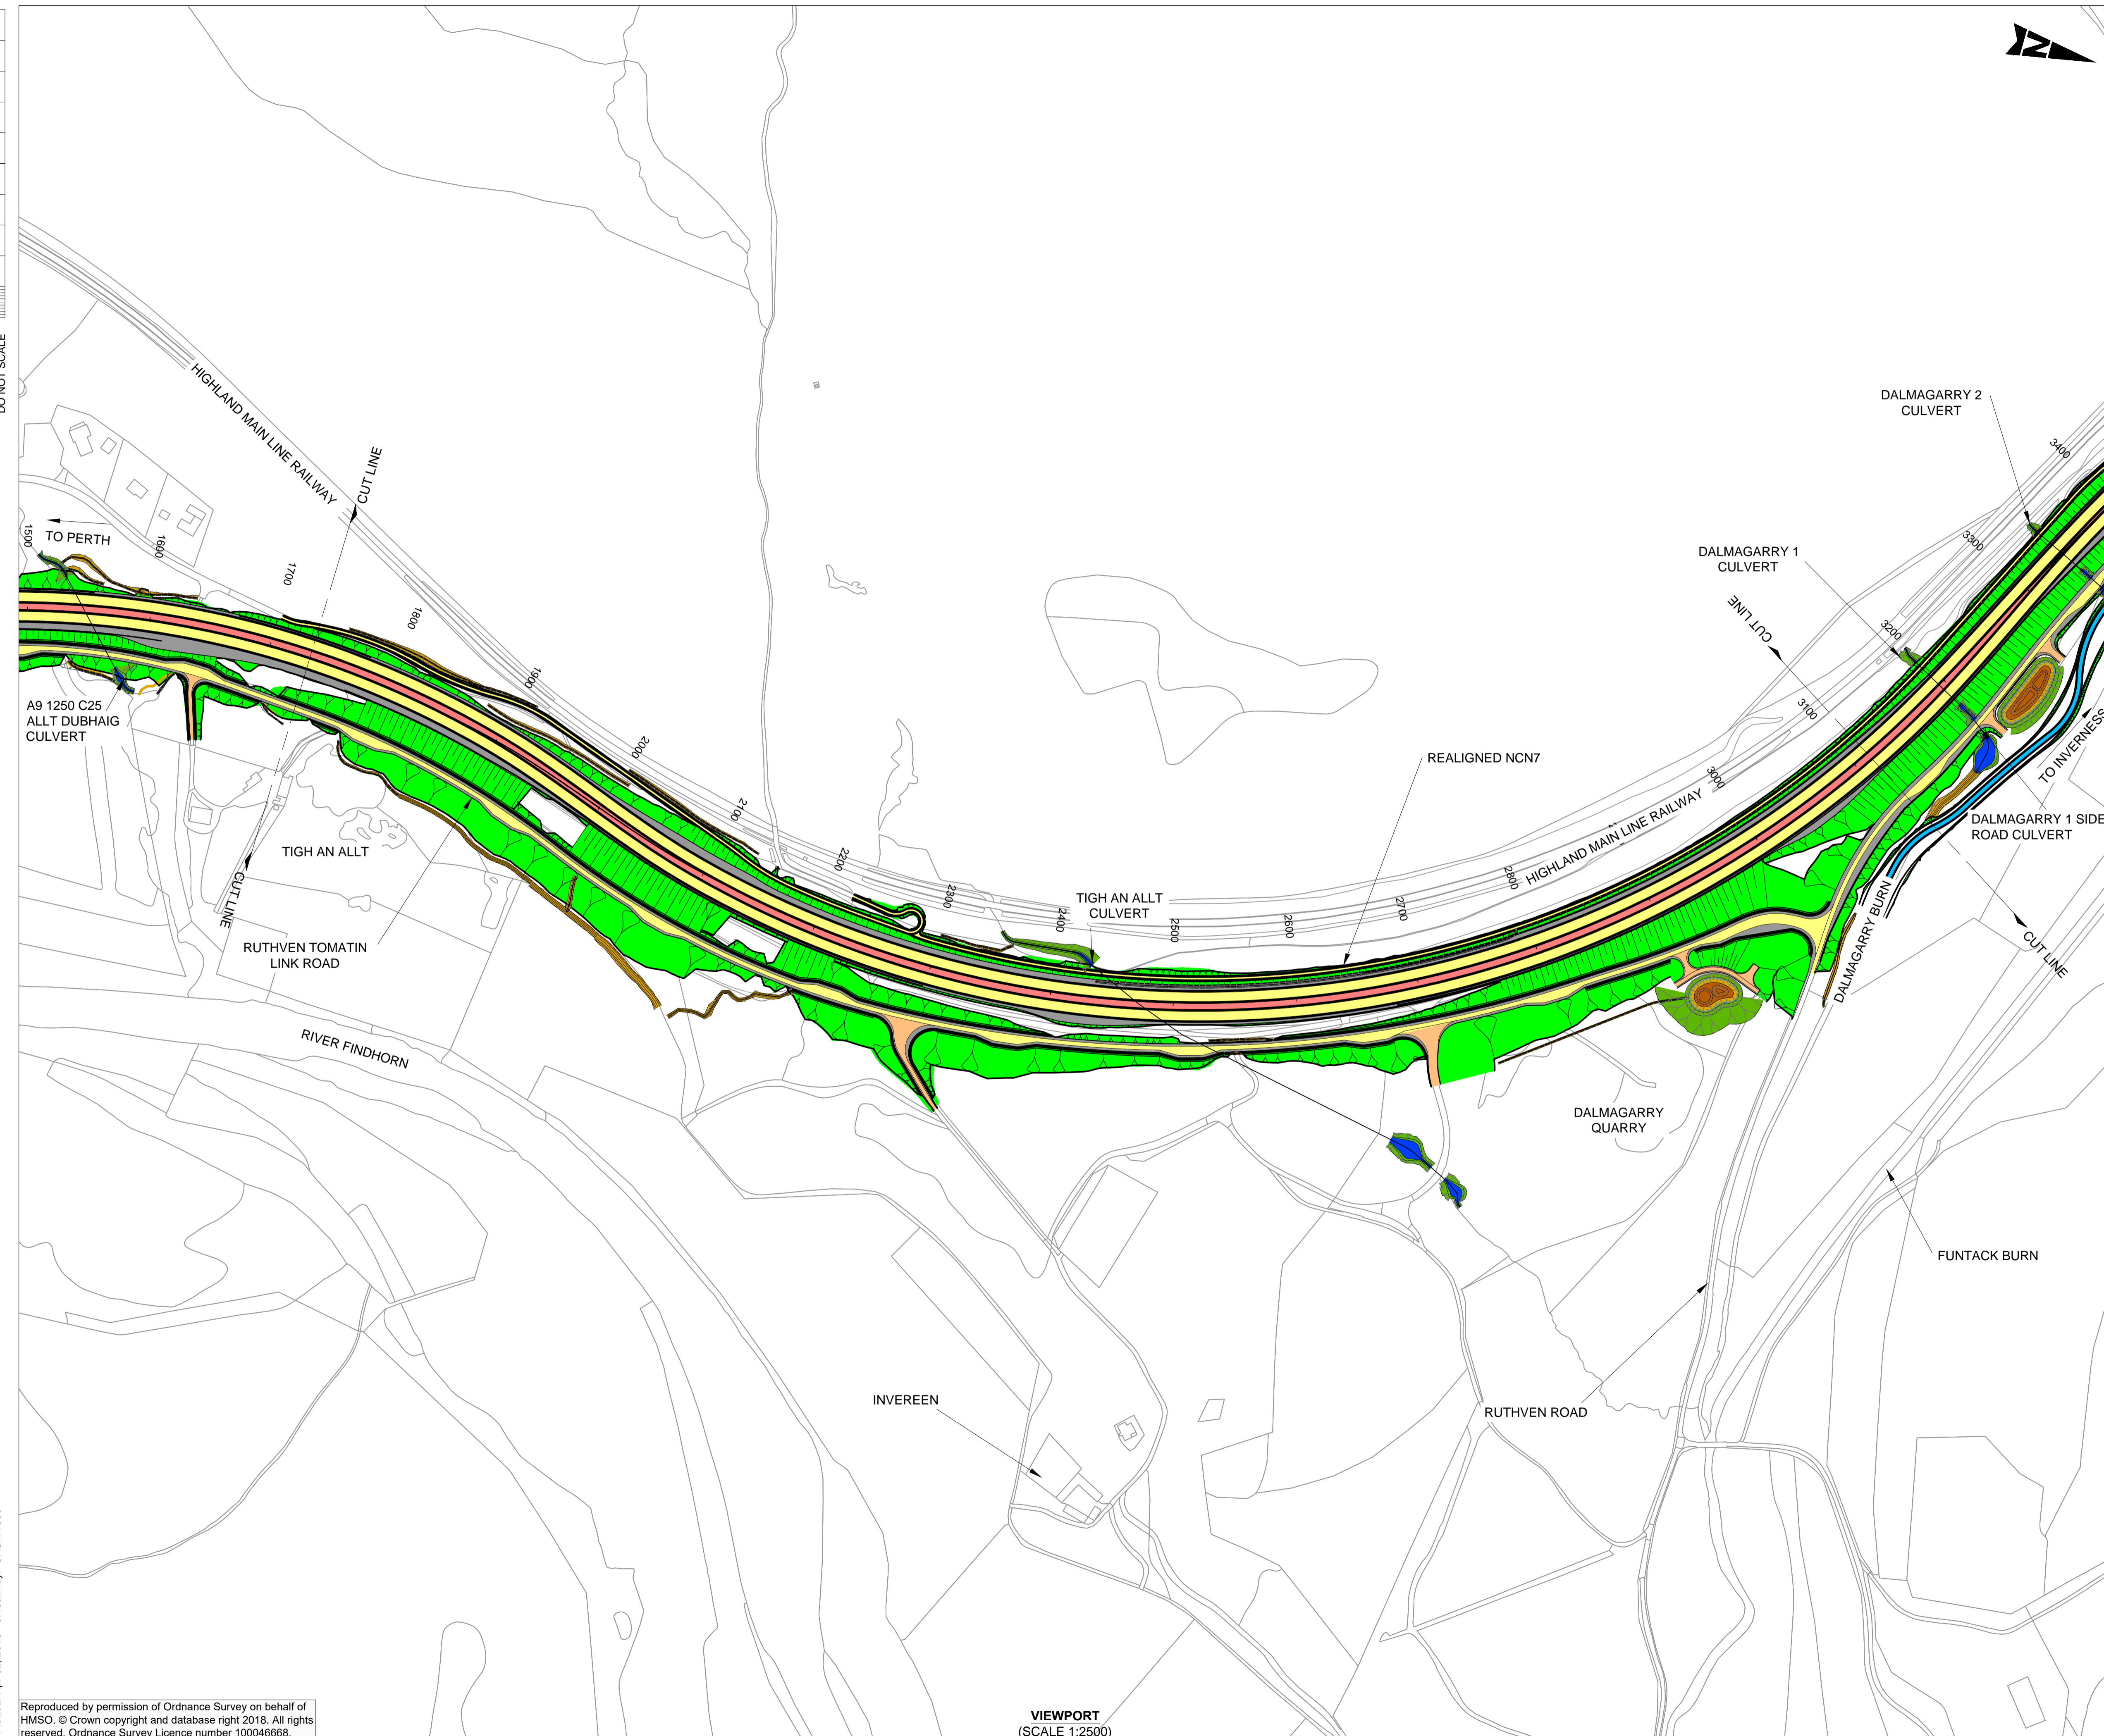 DO NOT SCALE
N
HIGHLAND MAIN LINE RAILWAY
CUT LINE
TO PERTH
1500
1600
1700
1800
1900
2000
2100
2200
2300
2400
2500
2600
2700
2800
3000
3100
3200
3300
3400
DALMAGARRY 2
CULVERT
DALMAGARRY 1
CULVERT
CUT LINE
A9 1250 C25
ALLT DUBHAIG
CULVERT
REALIGNED NCN7
HIGHLAND MAIN LINE RAILWAY
TO INVERNESS
DALMAGARRY 1 SIDE
ROAD CULVERT
TIGH AN ALLT
CUT LINE
TIGH AN ALLT
CULVERT
RUTHVEN TOMATIN
LINK ROAD
DALMAGARRY BURN
CUT LINE
RIVER FINDHORN
DALMAGARRY
QUARRY
FUNTACK BURN
INVEREEN
RUTHVEN ROAD
Reproduced by permission of Ordnance Survey on behalf of
HMSO. © Crown copyright and database right 2018. All rights
reserved. Ordnance Survey Licence number 100046668.
VIEWPORT
(SCALE 1:2500)